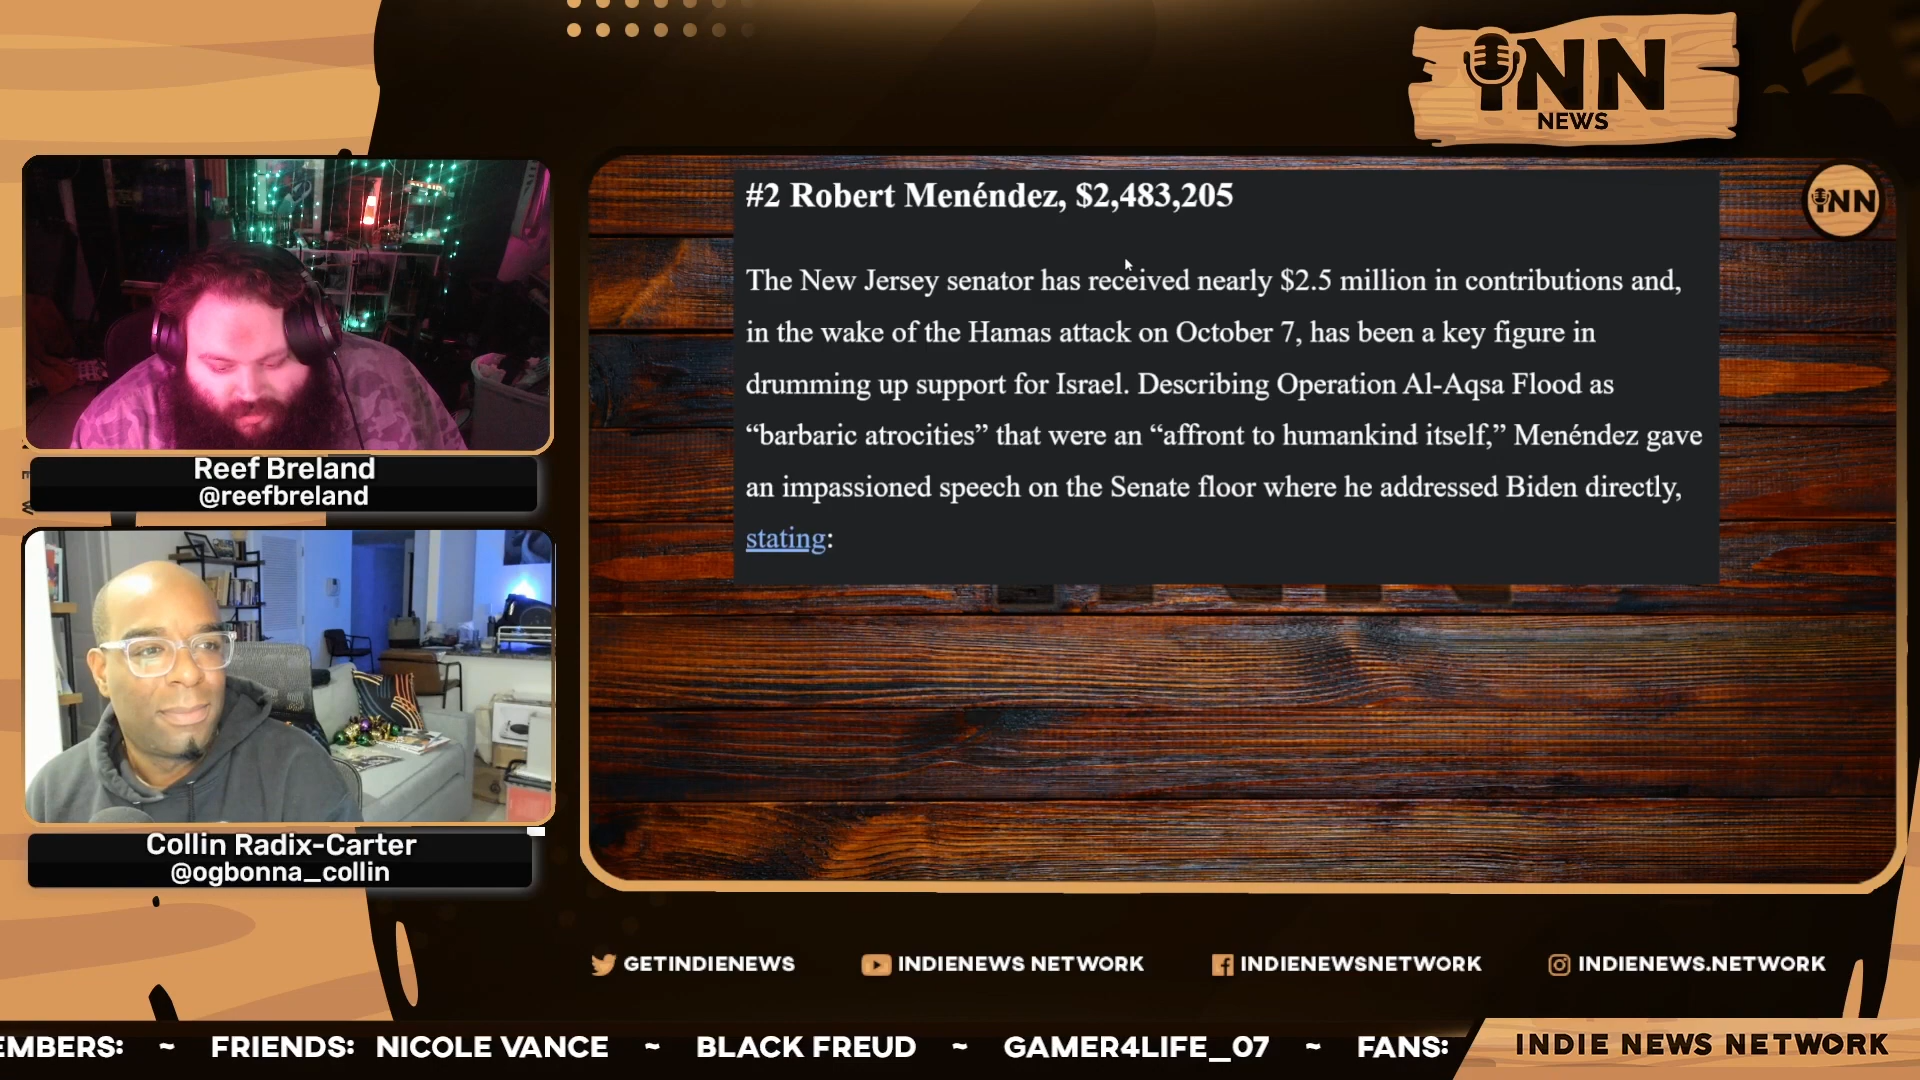 iNN
NEWS
#2 Robert Menéndez, $2,483,205
The New Jersey senator has received nearly $2.5 million in contributions and,
in the wake of the Hamas attack on October 7, has been a key figure in
drumming up support for Israel. Describing Operation Al-Aqsa Flood as
“barbaric atrocities” that were an “affront to humankind itself,” Menéndez gave
an impassioned speech on the Senate floor where he addressed Biden directly,
stating:
iNN
Reef Breland
@reefbreland
Collin Radix-Carter
@ogbonna_collin
GETINDIENEWS
INDIENEWS NETWORK
INDIENEWSNETWORK
INDIENEWS.NETWORK
EMBERS: ~ FRIENDS: NICOLE VANCE ~ BLACK FREUD ~ GAMER4LIFE_07 ~ FANS:
INDIE NEWS NETWORK